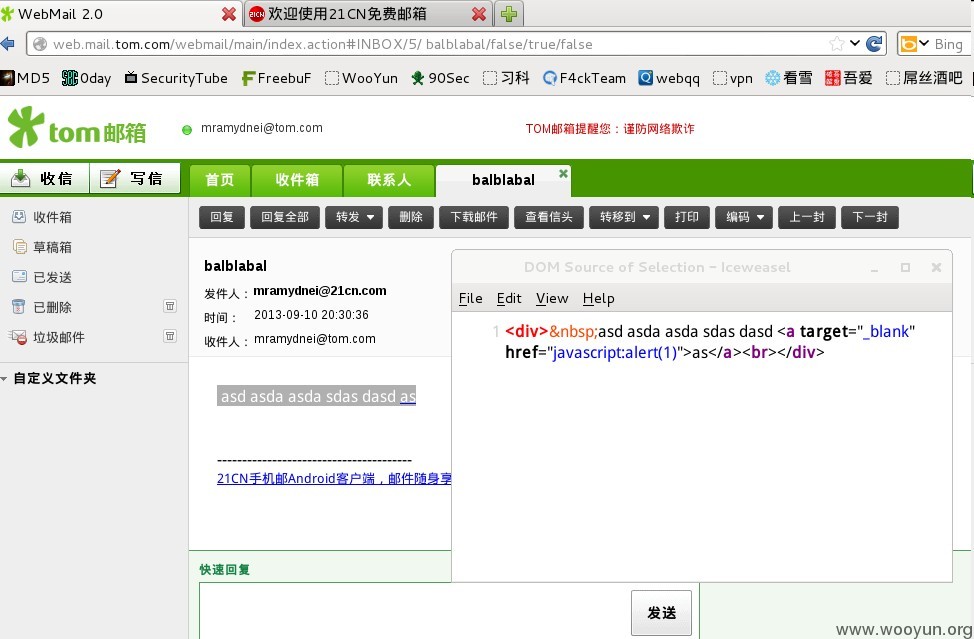 WebMail 2.0
21CN 欢迎使用21CN免费邮箱
web.mail.tom.com/webmail/main/index.action#INBOX/5/ balblabal/false/true/false
Bing
MD5 0day SecurityTube FreebuF WooYun 90Sec 习科 F4ckTeam webqq vpn 看雪 吾爱 屌丝酒吧
tom邮箱
mramydnei@tom.com
TOM邮箱提醒您：谨防网络欺诈
收信 写信 首页 收件箱 联系人 balblabal
回复 回复全部 转发 删除 下载邮件 查看信头 转移到 打印 编码 上一封 下一封
收件箱
草稿箱
已发送
已删除
垃圾邮件
自定义文件夹
balblabal
发件人：mramydnei@21cn.com
时间： 2013-09-10 20:30:36
收件人：mramydnei@tom.com
asd asda asda sdas dasd as
----------------------------------------
21CN手机邮Android客户端，邮件随身享
DOM Source of Selection - Iceweasel
File Edit View Help
1 <div>&nbsp;asd asda asda sdas dasd <a target="_blank"
href="javascript:alert(1)">as</a><br></div>
快速回复
发送
www.wooyun.org